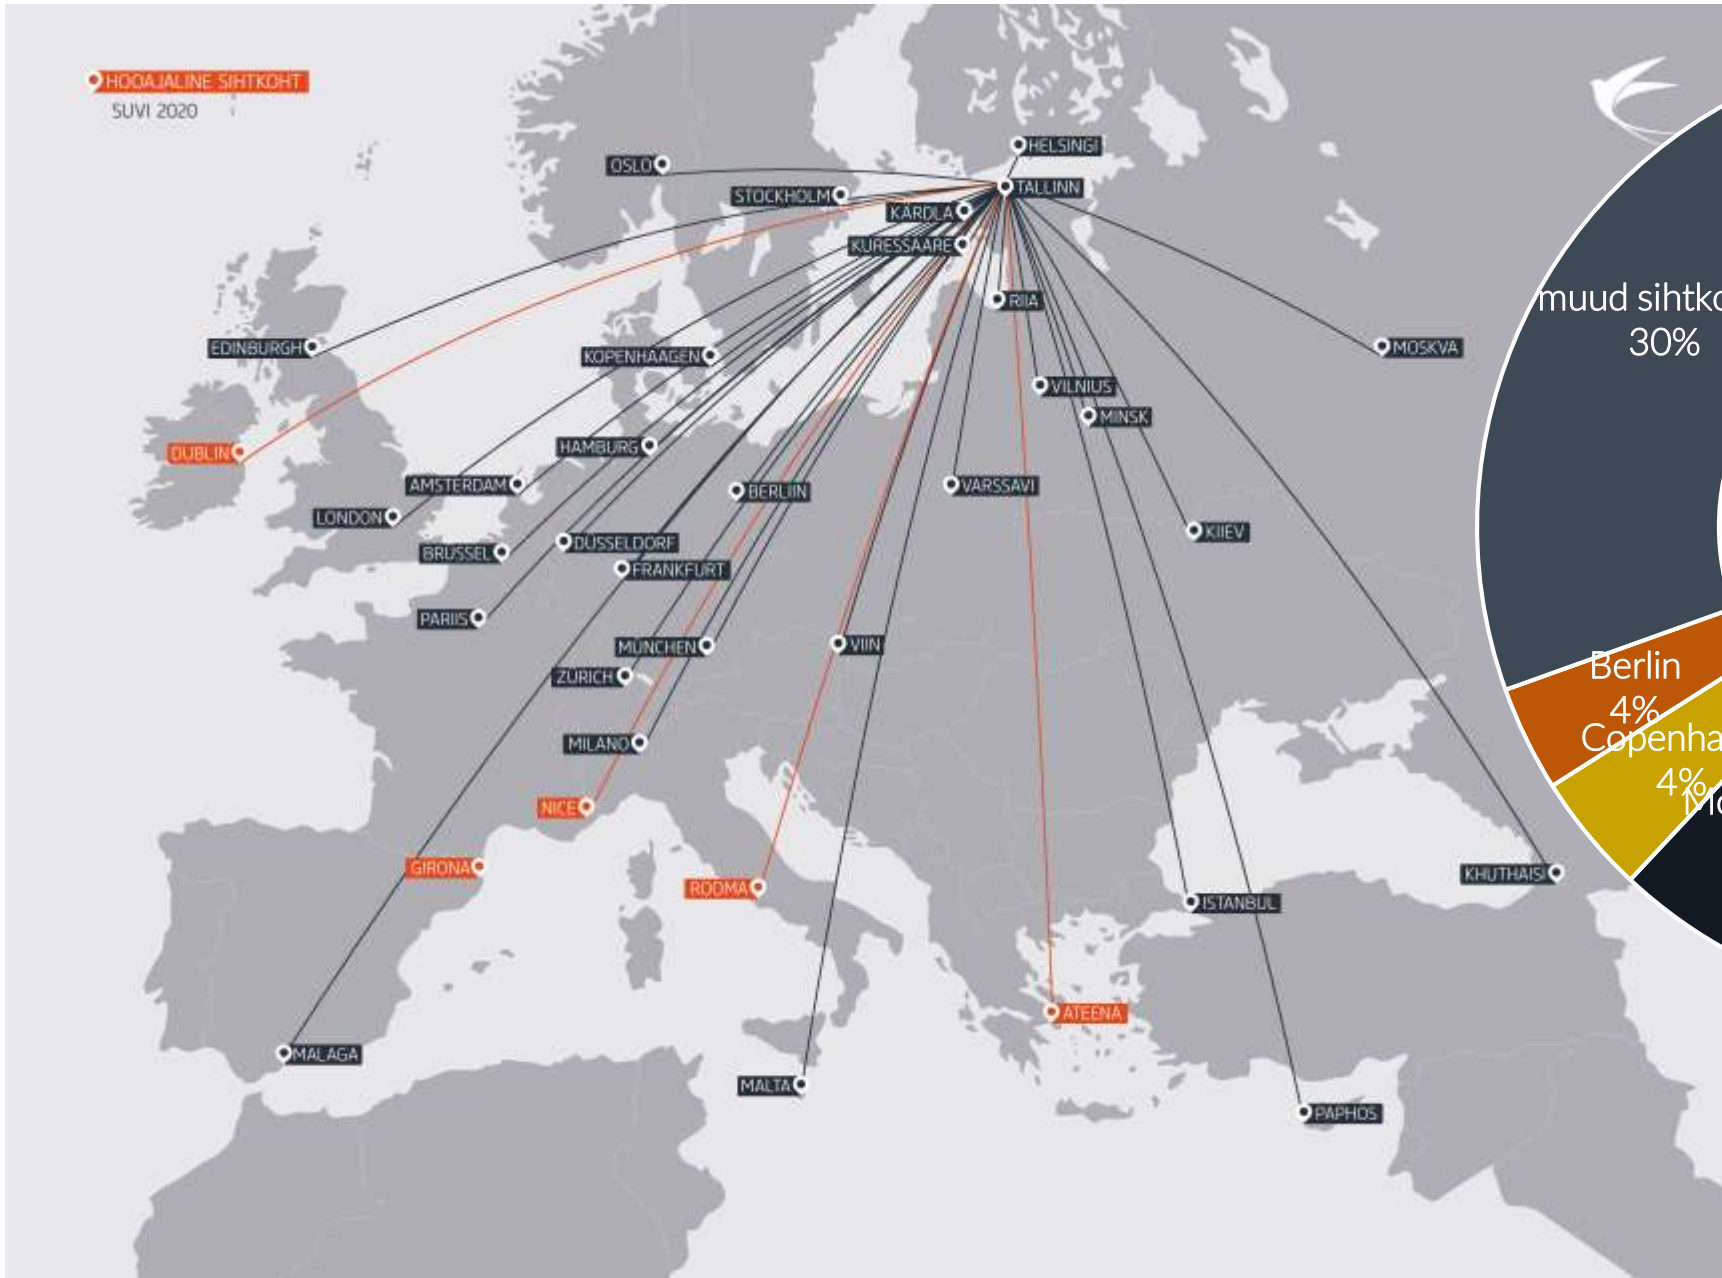 HOOAJALINE SIHTKOHT
SUVI 2020
HELSINGI
OSLO
TALLINN
STOCKHOLM
KÄRDLA
KURESSAARE
RIIA
muud
30%
EDINBURGH
KOPENHAAGEN
MOSKVA
VILNIUS
MINSK
DUBLIN
HAMBURG
AMSTERDAM
BERLIIN
VARSSAVI
LONDON
KIIEV
BRÜSSEL
DÜSSELDORF
FRANKFURT
PARIIS
MÜNCHEN
VIIN
ZÜRICH
Berlin
4%
MILANO
Copenha
4%
NICE
GIRONA
ROOMA
KHUTHAISI
ISTANBUL
ATEENA
MALAGA
MALTA
PAPHOS